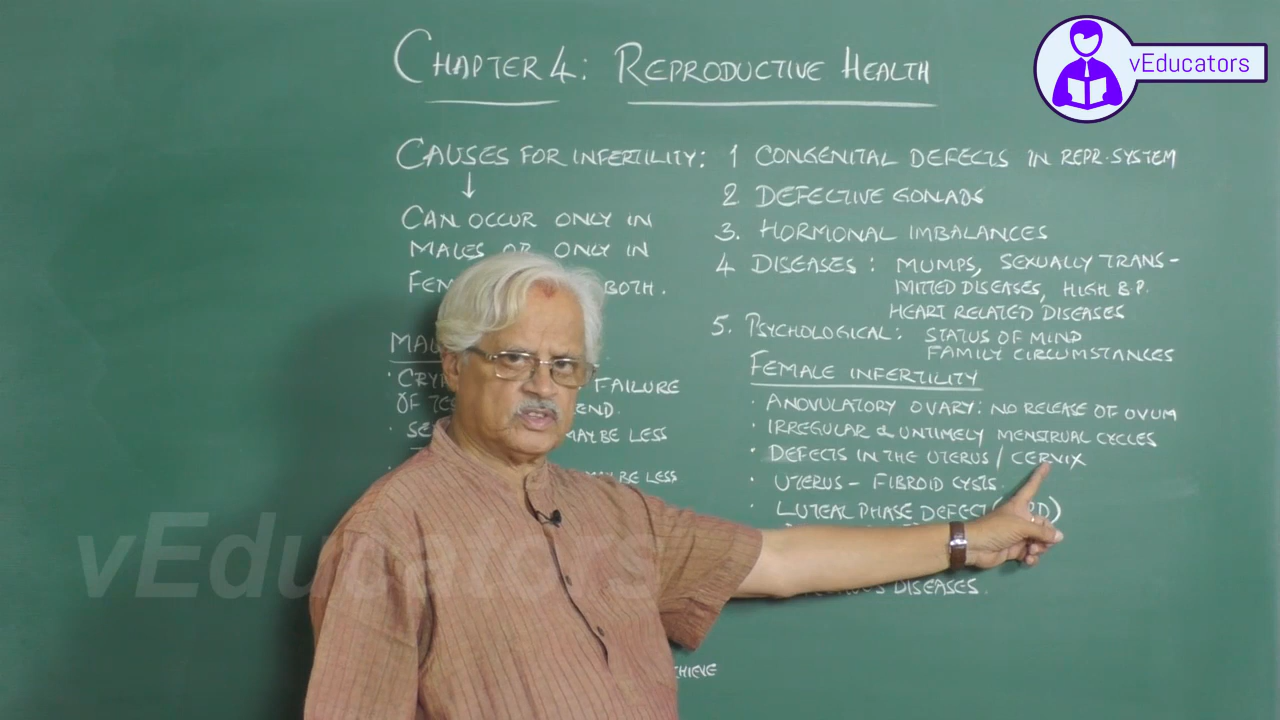 CHAPTER 4: REPRODUCTIVE HEALTH
vEducators
CAUSES FOR INFERTILITY:
CAN OCCUR ONLY IN
MALES OR ONLY IN
BOTH.
FAILURE
OF
MAYBE LESS
BE LESS
1 CONGENITAL DEFECTS IN REPR. SYSTEM
2 DEFECTIVE GONADS
3. HORMONAL IMBALANCES
4 DISEASES: MUMPS, SEXUALLY TRANS-
MITTED DISEASES, HIGH B.P.
HEART RELATED DISEASES
5. PSYCHOLOGICAL: STATUS OF MIND
FAMILY CIRCUMSTANCES
FEMALE INFERTILITY
· ANOVULATORY OVARY: NO RELEASE OF OVUM
· IRREGULAR & UNTIMELY MENSTRUAL CYCLES
· DEFECTS IN THE UTERUS / CERVIX
· UTERUS - FIBROID CYSTS.
· LUTEAL PHASE DEFECT
DISEASES.
vEducators